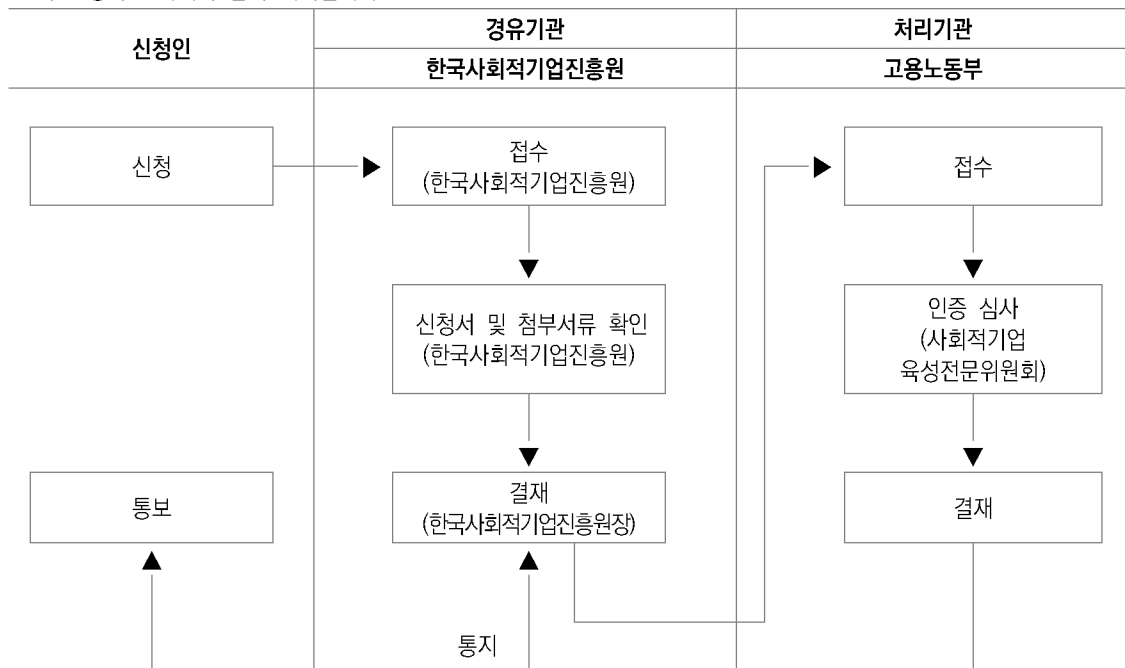 신청인
경유기관
처리기관
한국사회적기업진흥원
고용노동부
신청
접수
(한국사회적기업진흥원)
접수
신청서 및 첨부서류 확인
(한국사회적기업진흥원)
인증 심사
(사회적기업
육성전문위원회)
통보
결재
(한국사회적기업진흥원장)
결재
통지